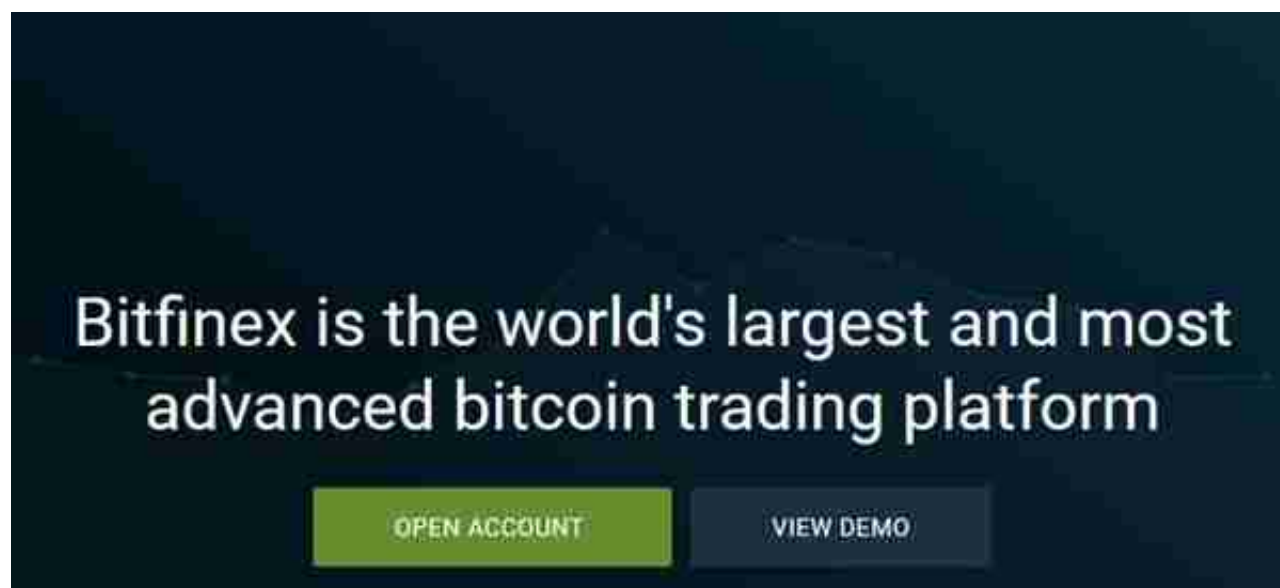 Bitfinex is the world's largest and most
advanced bitcoin trading platform
OPEN ACCOUNT
VIEW DEMO